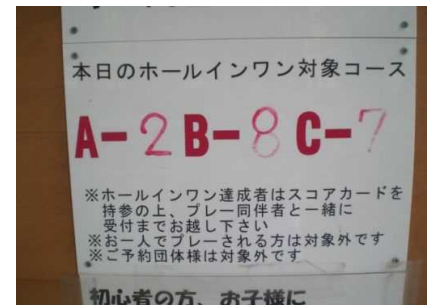 本日のホールインワン対象コース
A-2 B-8 C-7
※ホールインワン達成者はスコアカードを
持参の上、プレー同伴者と一緒に
受付までお越し下さい
※お一人でプレーされる方は対象外です
※ご予約団体様は対象外です
初心者の方、お子様に